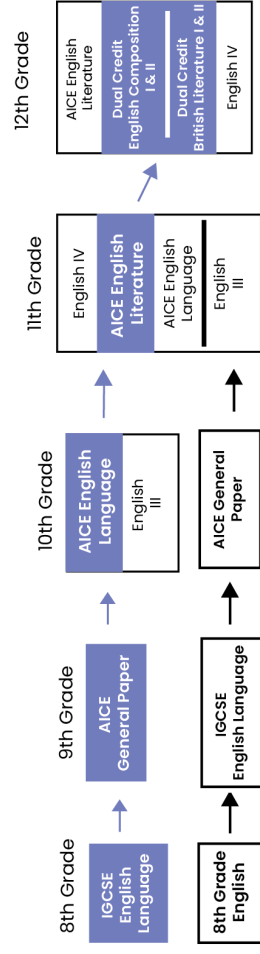 8th Grade
IGCSE
English
Language
8th Grade
English
9th Grade
AICE
General Paper
IGCSE
English Language
10th Grade
AICE English
Language
English
III
AICE General
Paper
11th Grade
English IV
AICE English
Literature
AICE English
Language
English
III
12th Grade
AICE English
Literature
Dual Credit
English Composition
I & II
Dual Credit
British Literature I & II
English IV